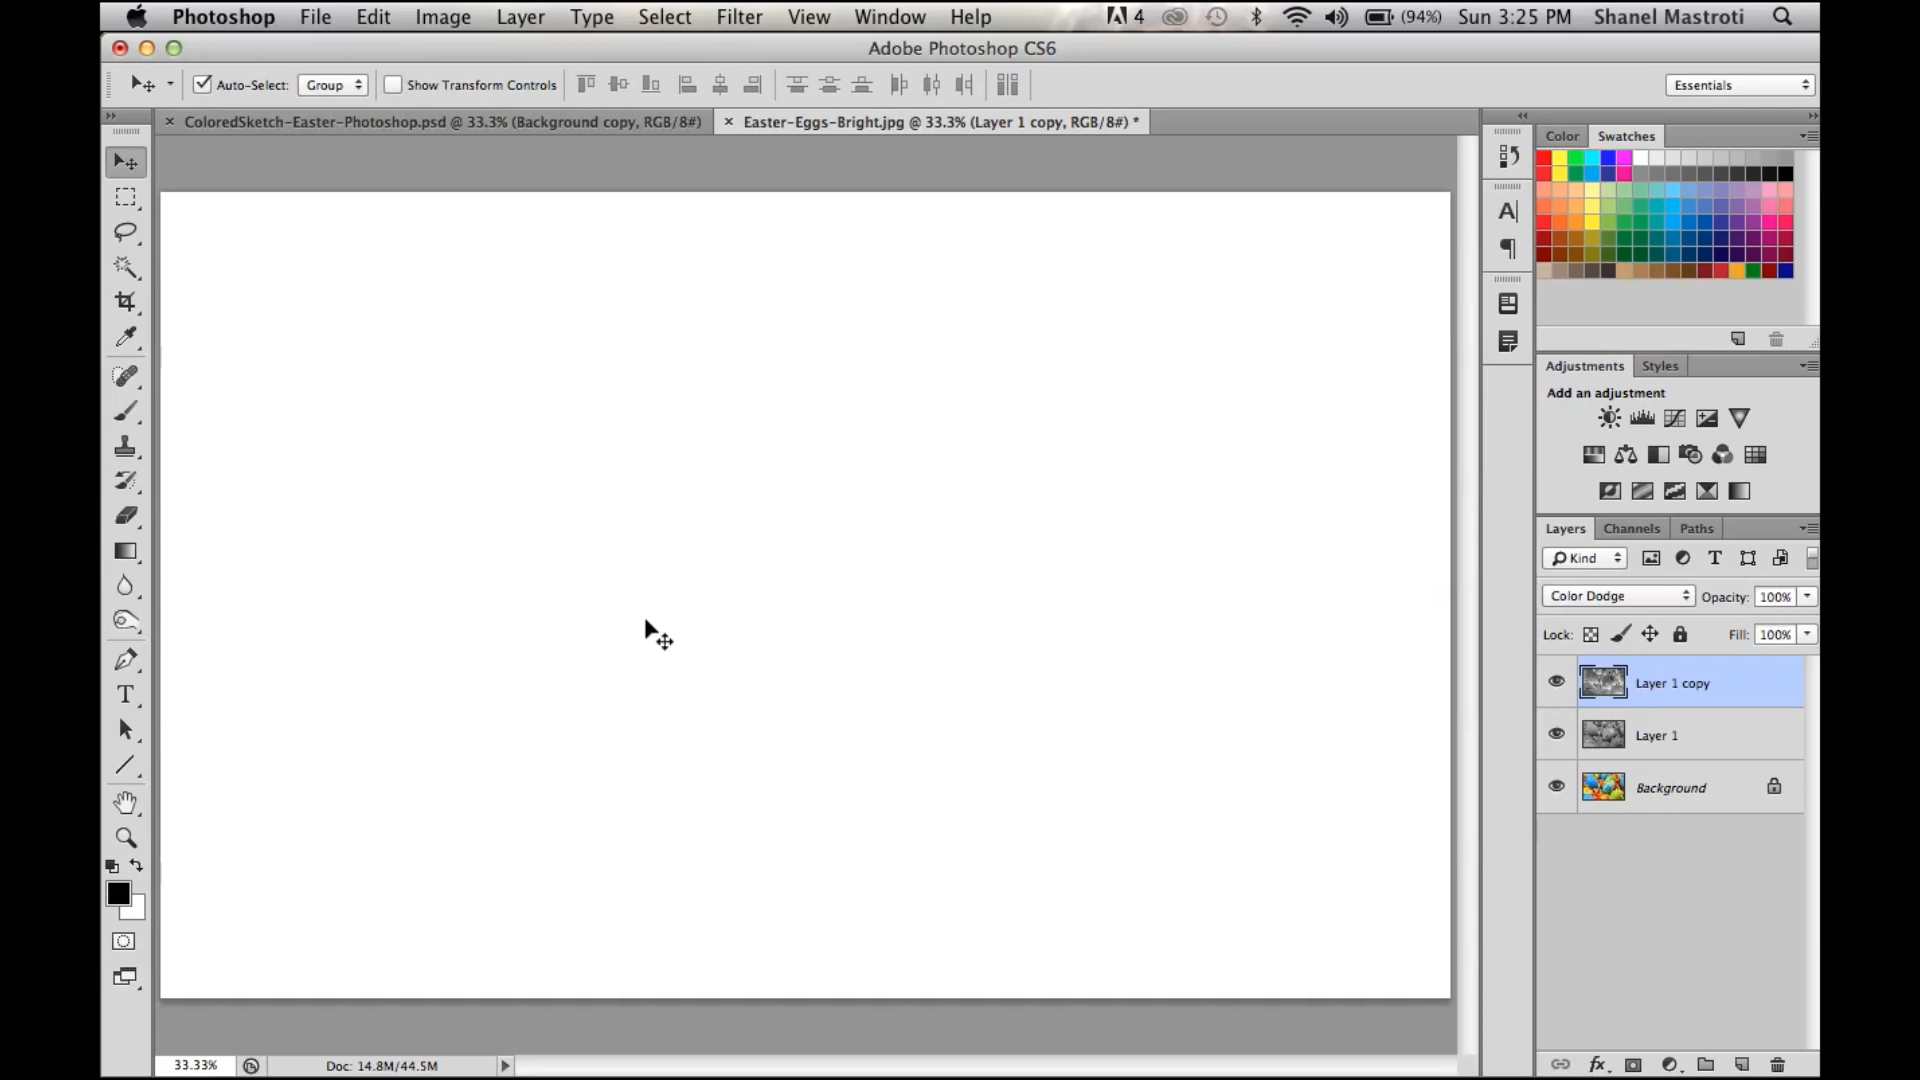 Photoshop File Edit Image Layer Type Select Filter View Window Help 4 (94%) Sun 3:25 PM Shanel Mastroti
Adobe Photoshop CS6
Auto-Select: Group Show Transform Controls Essentials
ColoredSketch-Easter-Photoshop.psd @ 33.3% (Background copy, RGB/8#) Easter-Eggs-Bright.jpg @ 33.3% (Layer 1 copy, RGB/8#) *
Color Swatches
Adjustments Styles
Add an adjustment
Layers Channels Paths
Kind
Color Dodge Opacity: 100%
Lock: Fill: 100%
Layer 1 copy
Layer 1
Background
33.33% Doc: 14.8M/44.5M